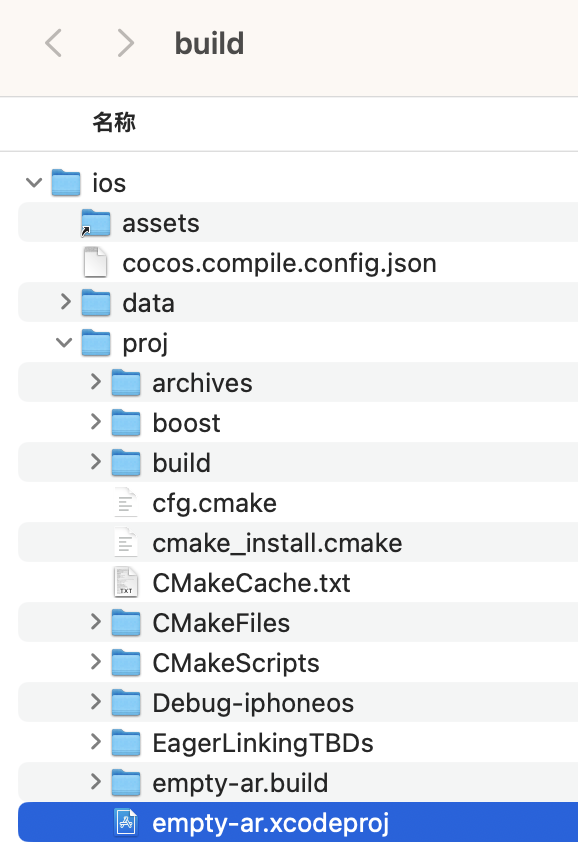 build
名称
ios
assets
cocos.compile.config.json
data
proj
archives
boost
build
cfg.cmake
cmake_install.cmake
CMakeCache.txt
CMakeFiles
CMakeScripts
Debug-iphoneos
EagerLinkingTBDs
empty-ar.build
empty-ar.xcodeproj